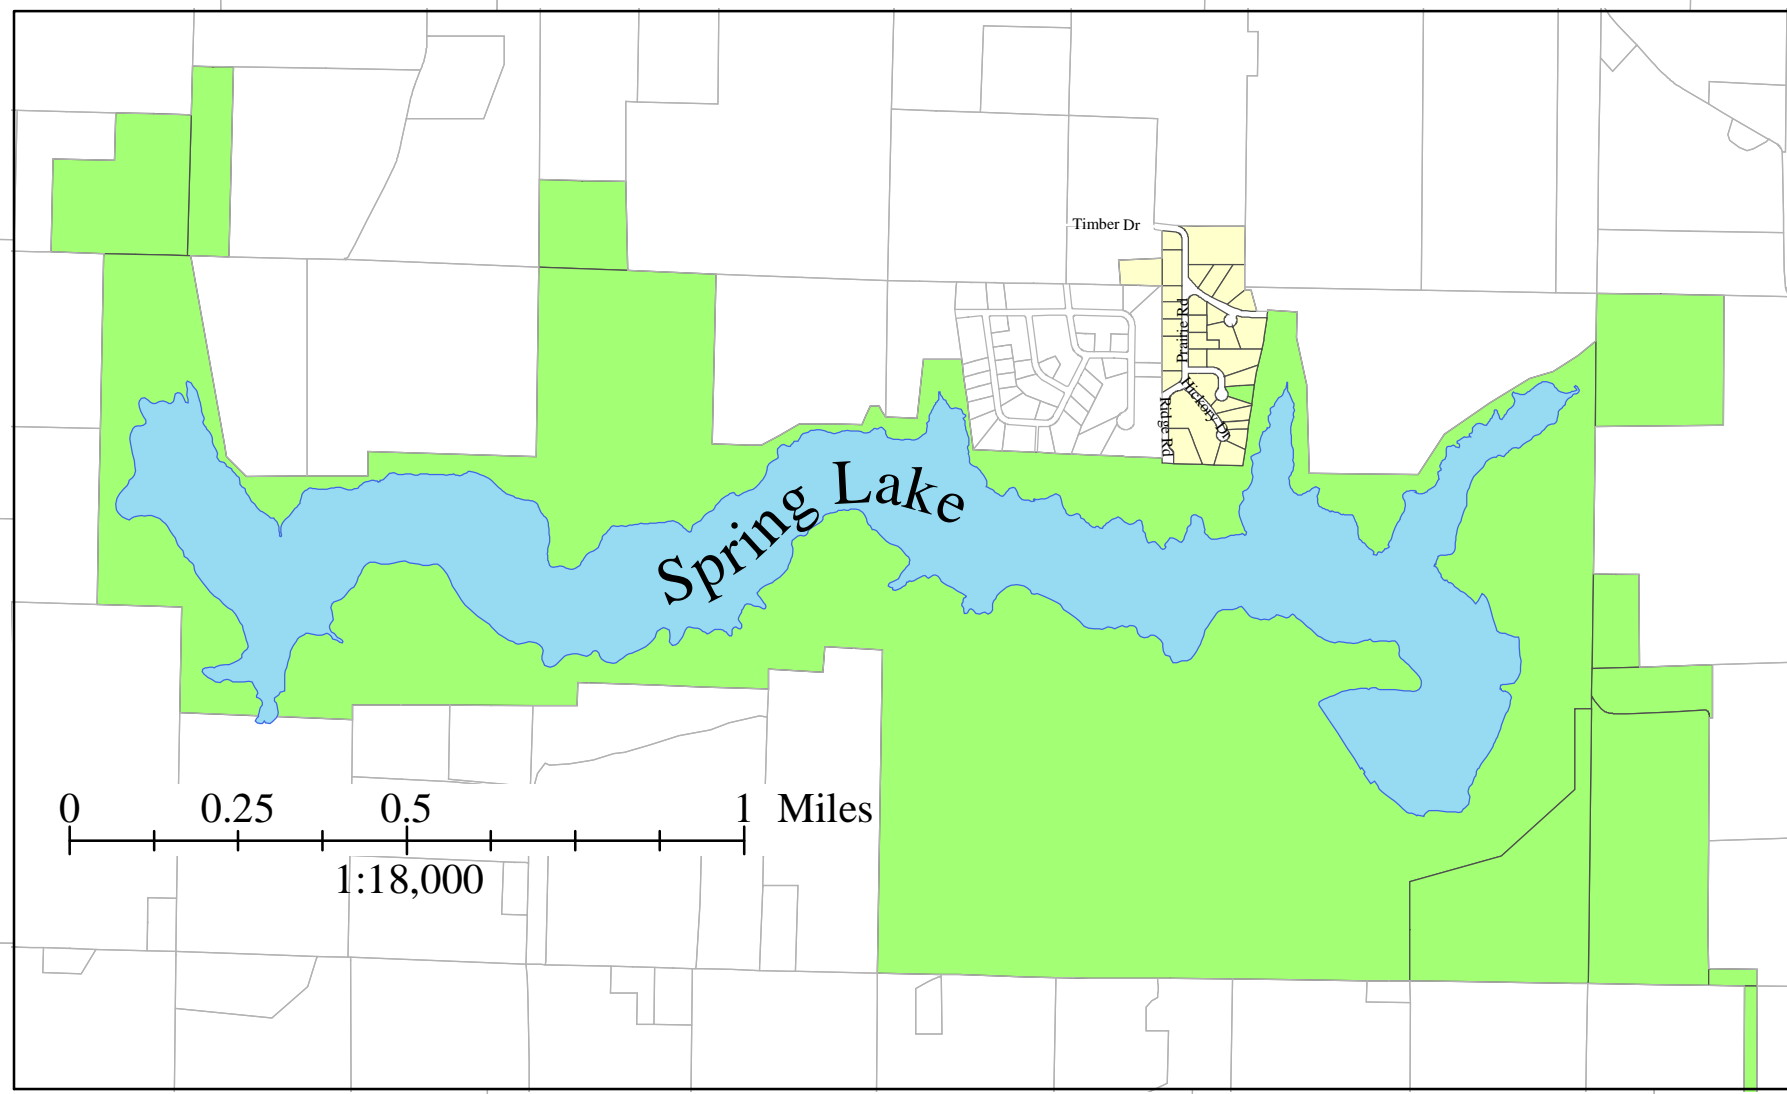 Timber Dr
Prairie Rd
Hickory Dr
Ridge Rd
Spring Lake
0 0.25 0.5 1 Miles
1:18,000